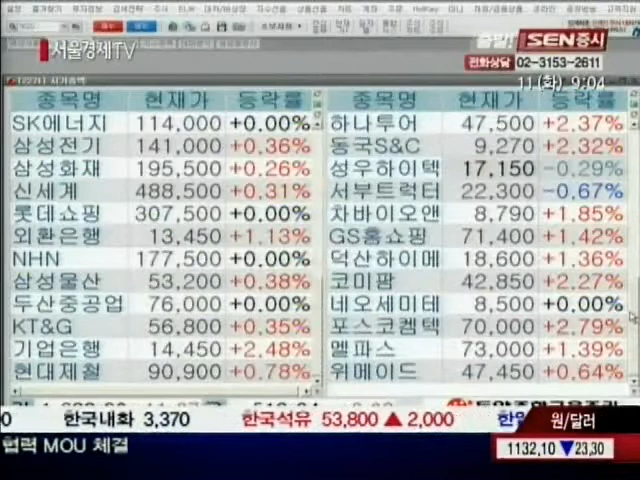 서울경제TV
출발! SEN증시
전화상담 02-3153-2611
11(화) 9:04
종목명 현재가 등락률 종목명 현재가 등락률
SK에너지 114,000 +0.00% 하나투어 47,500 +2.37%
삼성전기 141,000 +0.36% 동국S&C 9,270 +2.32%
삼성화재 195,500 +0.26% 성우하이텍 17,150 -0.29%
신세계 488,500 +0.31% 서부트럭터 22,300 -0.67%
롯데쇼핑 307,500 +0.00% 차바이오앤 8,790 +1.85%
외환은행 13,450 +1.13% GS홈쇼핑 71,400 +1.42%
NHN 177,500 +0.00% 덕산하이메 18,600 +1.36%
삼성물산 53,200 +0.38% 코미팜 42,850 +2.27%
두산중공업 76,000 +0.00% 네오세미테 8,500 +0.00%
KT&G 56,800 +0.35% 포스코켐텍 70,000 +2.79%
기업은행 14,450 +2.48% 멜파스 73,000 +1.39%
현대제철 90,900 +0.78% 위메이드 47,450 +0.64%
한국내화 3,370 한국석유 53,800 ▲2,000
원/달러
협력 MOU 체결
1132,10 ▼23,30